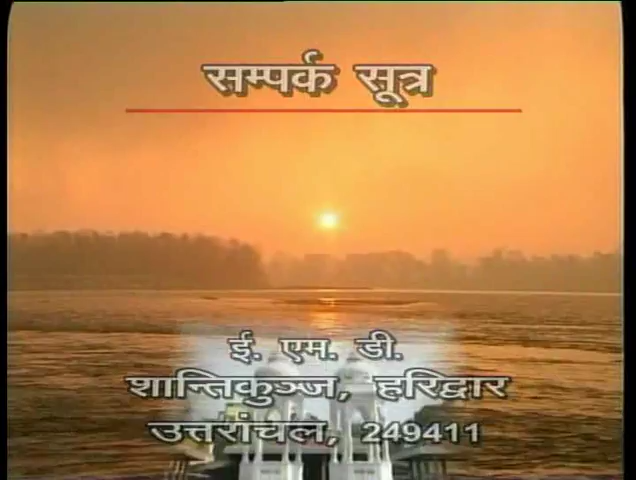 सम्पर्क सूत्र
ई. एम. डी.
शान्तिकुञ्ज, हरिद्वार
उत्तरांचल, 249411